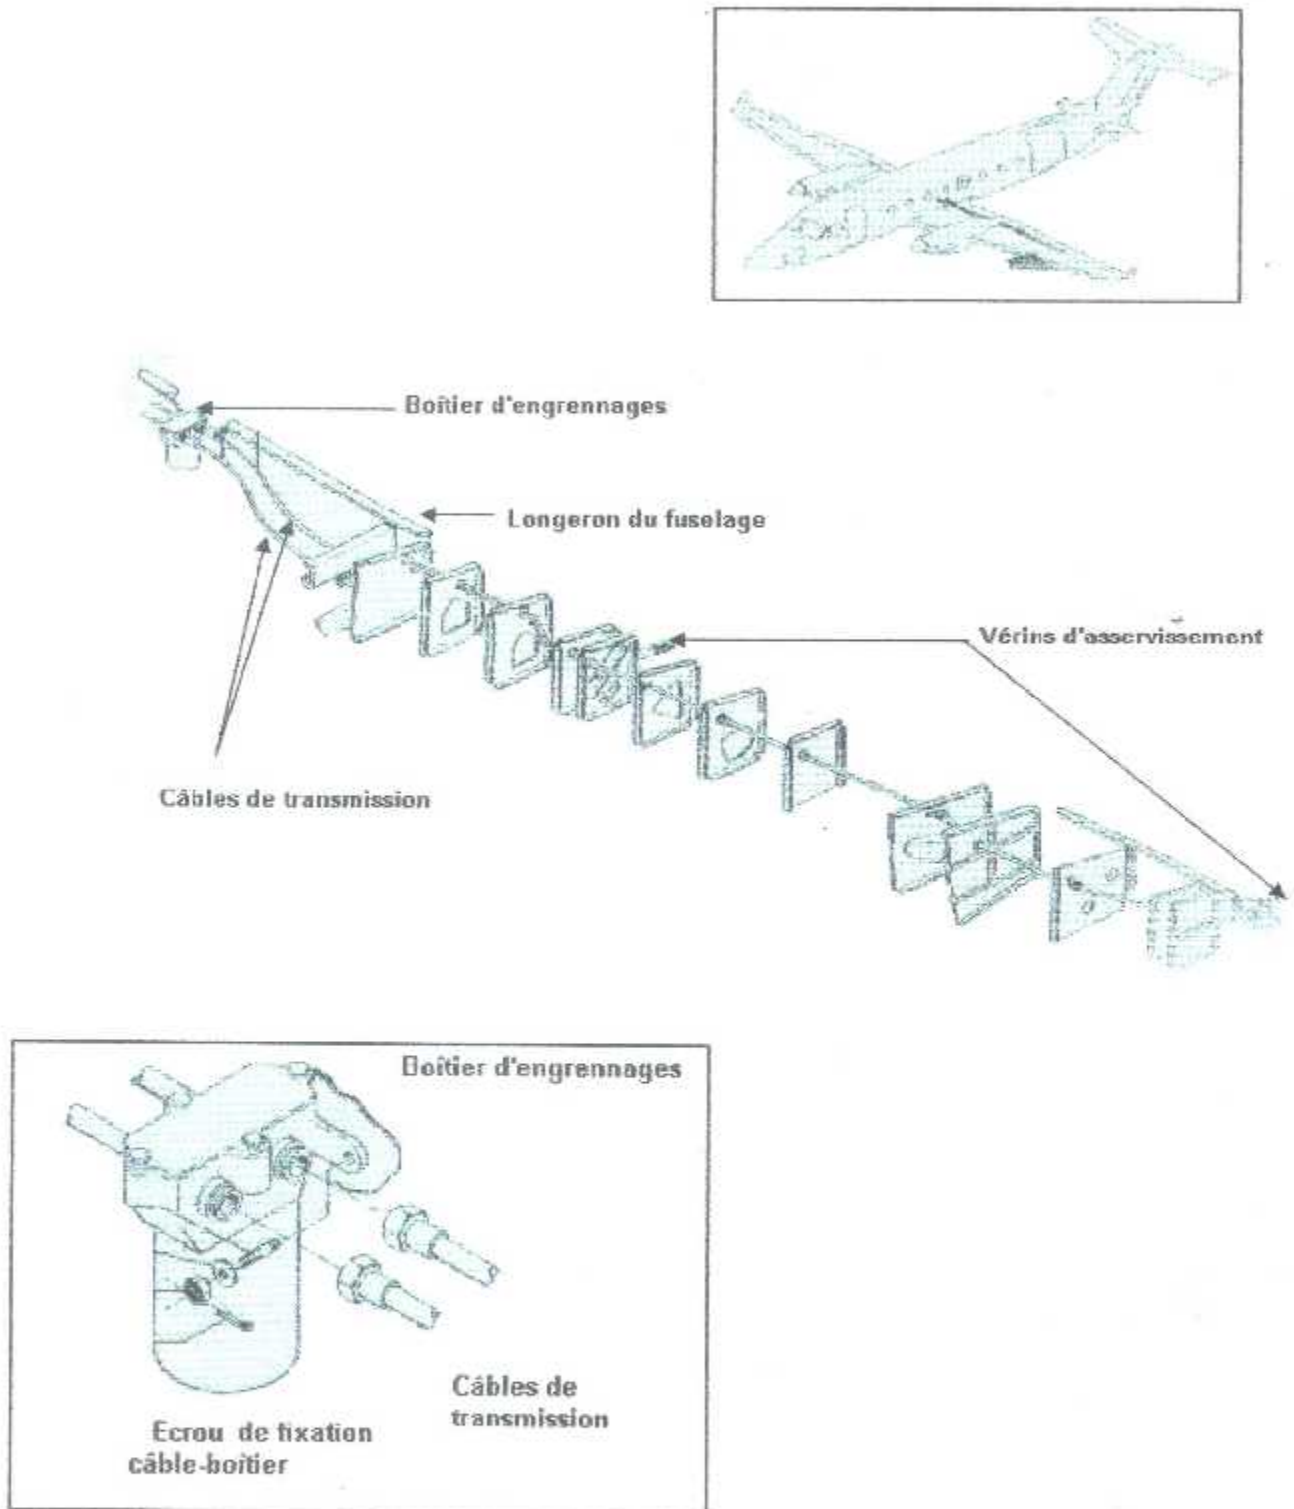 Boîtier d'engrennages
Longeron du fuselage
Vérins d'asservissement
Câbles de transmission
Boîtier d'engrennages
Câbles de
transmission
Ecrou de fixation
câble-boîtier